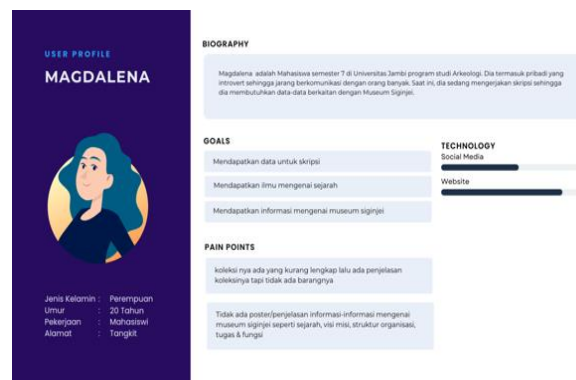 USER PROFILE
MAGDALENA
Jenis Kelamin : Perempuan
Umur : 20 Tahun
Pekerjaan : Mahasiswi
Alamat : Tangkit
BIOGRAPHY
Magdalena adalah Mahasiswa semester 7 di Universitas Jambi program studi Arkeologi. Dia termasuk pribadi yang
introvert sehingga jarang berkomunikasi dengan orang banyak. Saat ini, dia sedang mengerjakan skripsi sehingga
dia membutuhkan data-data berkaitan dengan Museum Siginjei.
GOALS
Mendapatkan data untuk skripsi
Mendapatkan ilmu mengenai sejarah
Mendapatkan informasi mengenai museum siginjei
PAIN POINTS
koleksi nya ada yang kurang lengkap lalu ada penjelasan
koleksinya tapi tidak ada barangnya
Tidak ada poster/penjelasan informasi-informasi mengenai
museum siginjei seperti sejarah, visi misi, struktur organisasi,
tugas & fungsi
TECHNOLOGY
Social Media
Website